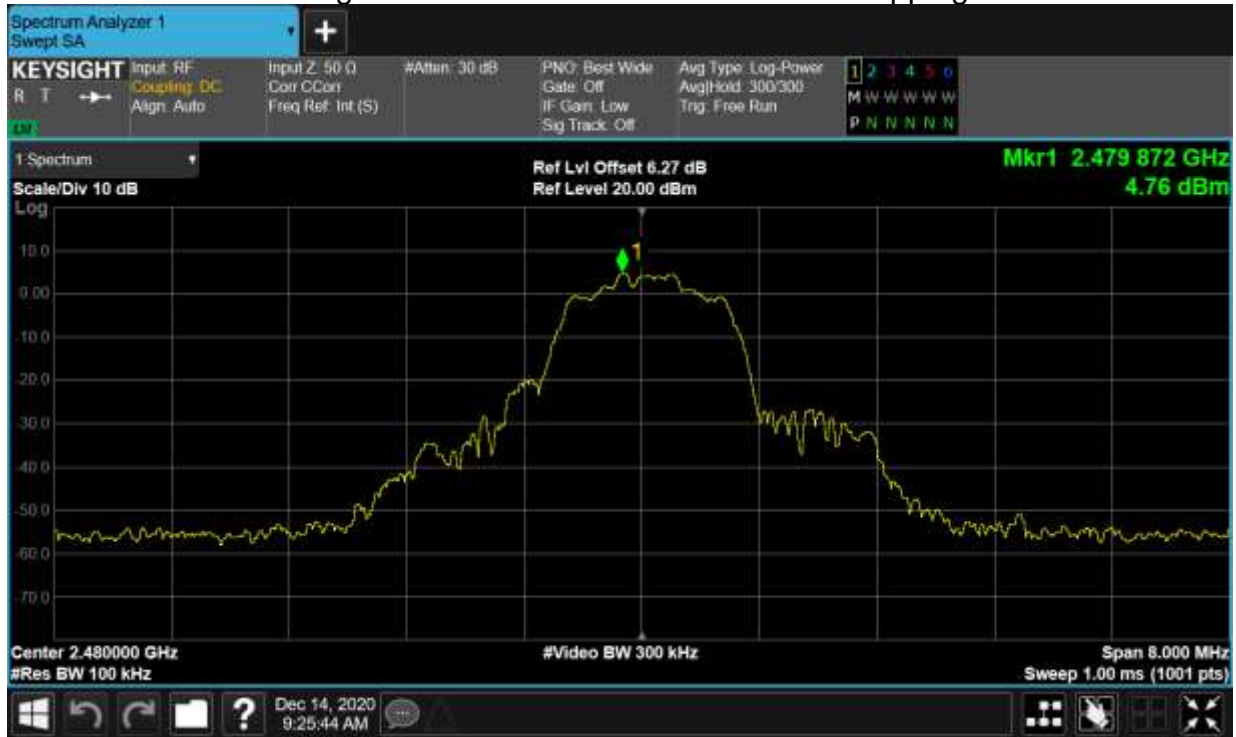 Spectrum Analyzer 1
Swept SA
+
KEYSIGHT
R T
Input: RF
Coupling: DC
Align: Auto
Input Z: 50 Ω
Corr CCorr
Freq Ref: Int (S)
#Atten: 30 dB
PNO: Best Wide
Gate: Off
IF Gain: Low
Sig Track: Off
Avg Type: Log-Power
Avg|Hold: 300/300
Trig: Free Run
1 2 3 4 5 6
M W W W W W
P N N N N N
1 Spectrum
Scale/Div 10 dB
Log
Ref Lvl Offset 6.27 dB
Ref Level 20.00 dBm
Mkr1 2.479 872 GHz
4.76 dBm
1
10.0
0.00
-10.0
-20.0
-30.0
-40.0
-50.0
-60.0
-70.0
Center 2.480000 GHz
#Res BW 100 kHz
#Video BW 300 kHz
Span 8.000 MHz
Sweep 1.00 ms (1001 pts)
?
Dec 14, 2020
9:25:44 AM